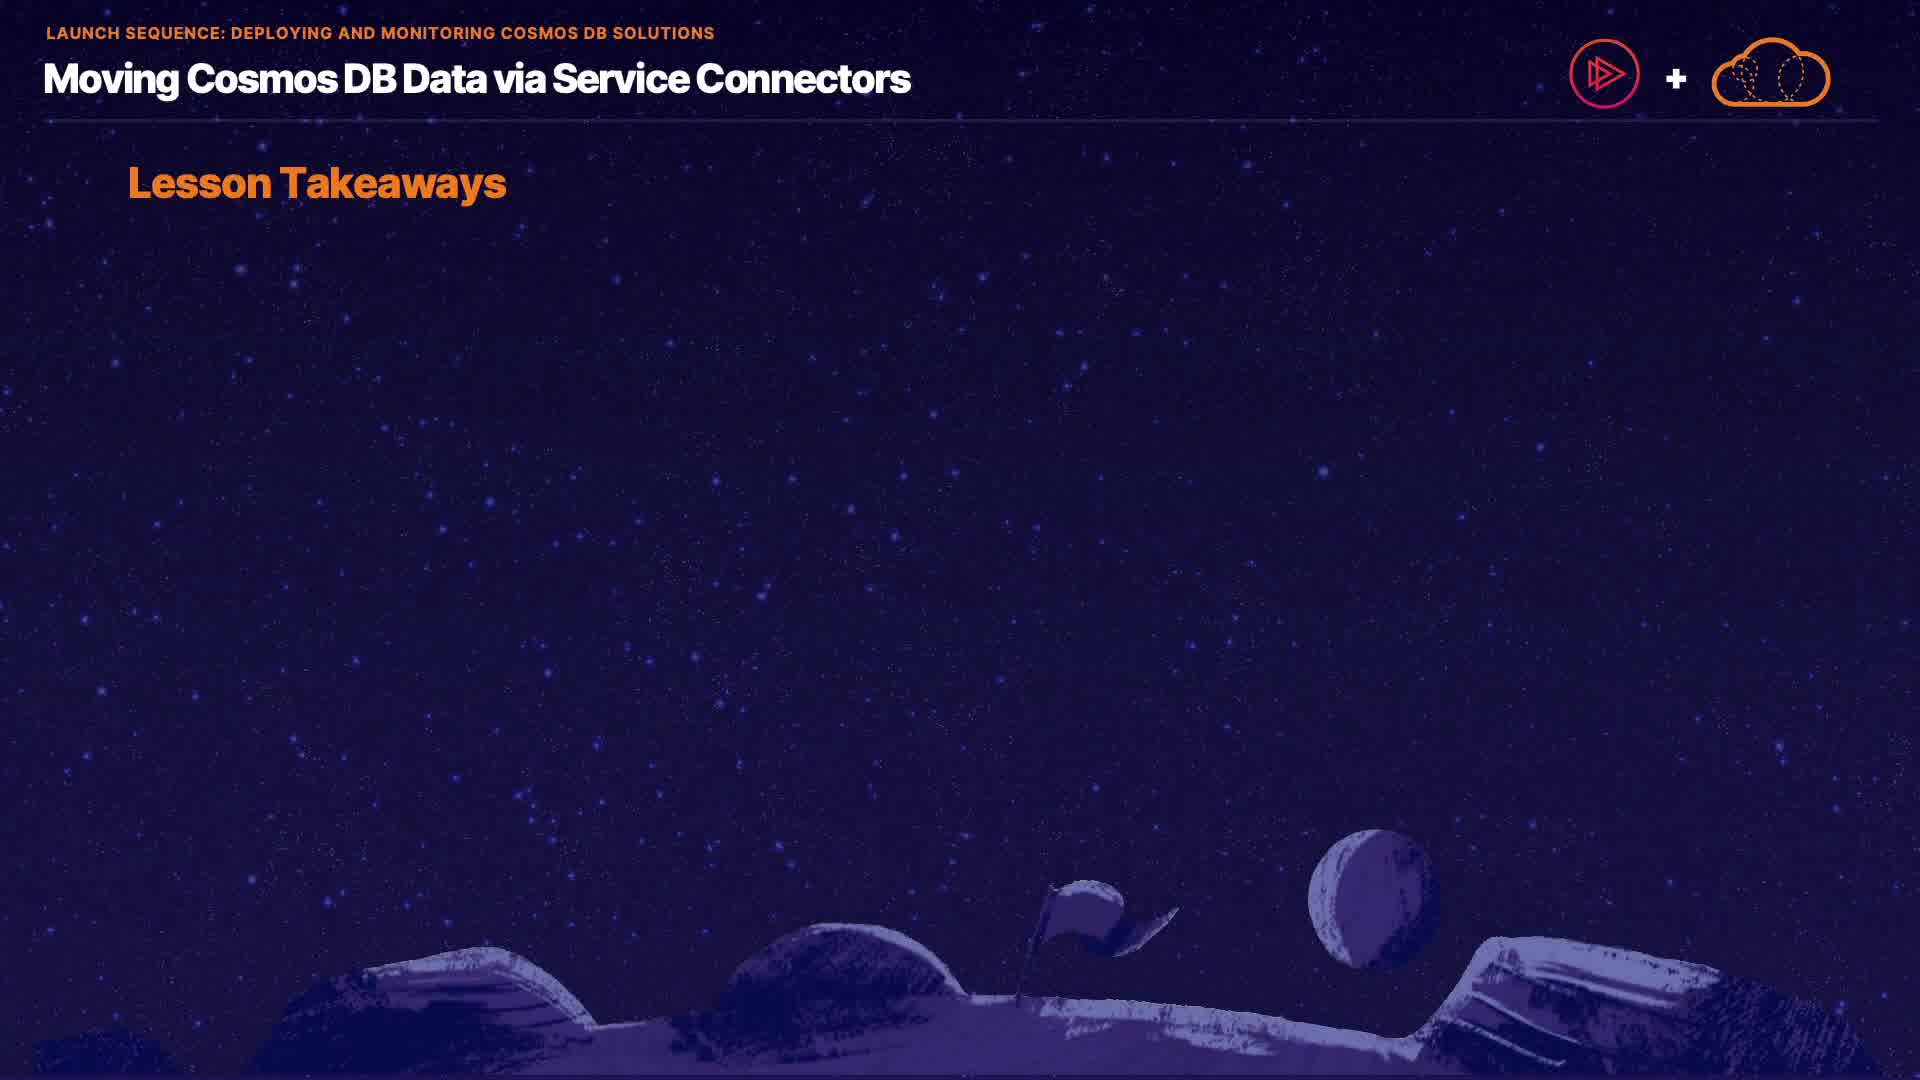 LAUNCH SEQUENCE: DEPLOYING AND MONITORING COSMOS DB SOLUTIONS
Moving Cosmos DB Data via Service Connectors
+
Lesson Takeaways